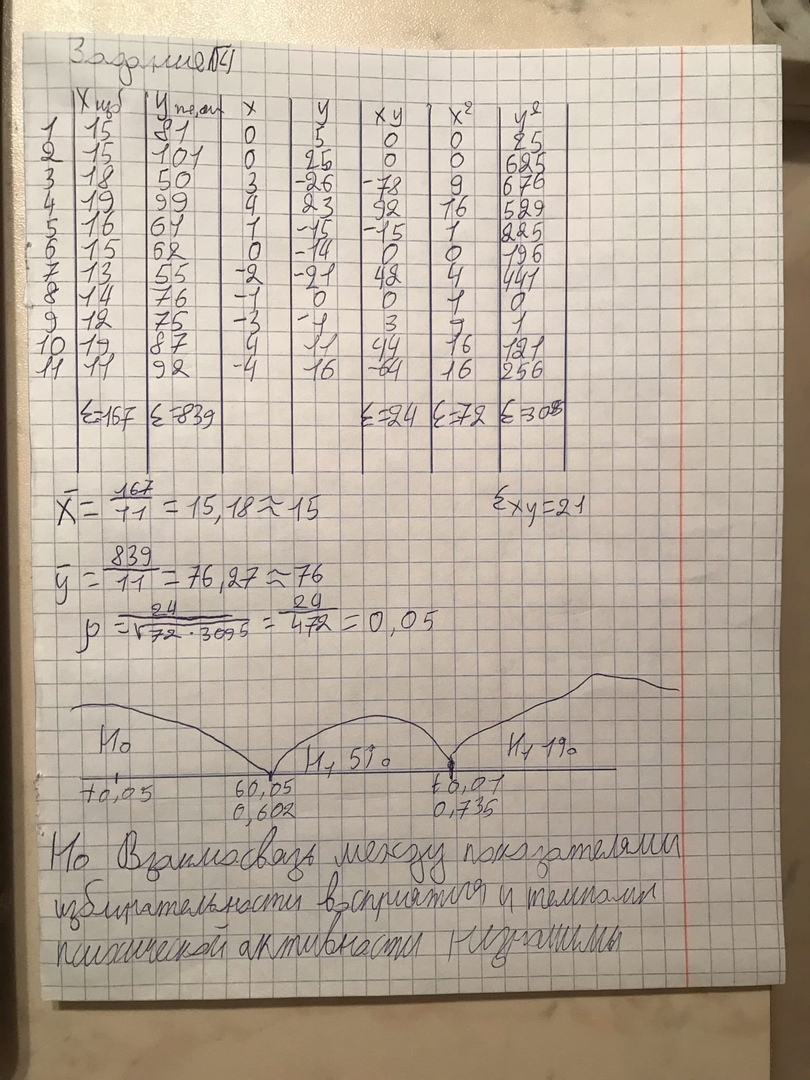 Задание №4
X изб Y пс.ак x y xy x² y²
1 15 81 0 5 0 0 25
2 15 101 0 25 0 0 625
3 18 50 3 -26 -78 9 676
4 19 99 4 23 92 16 529
5 16 61 1 -15 -15 1 225
6 15 62 0 -14 0 0 196
7 13 55 -2 -21 42 4 441
8 14 76 -1 0 0 1 0
9 12 75 -3 -1 3 9 1
10 19 87 4 11 44 16 121
11 11 92 -4 16 -64 16 256
Σ=167 Σ=839 Σ=24 Σ=72 Σ=3095
x̄ = 167/11 = 15,18 ≈ 15 Σxy=21
ȳ = 839/11 = 76,27 ≈ 76
p = 24/√72·3095 = 24/472 = 0,05
H₀ H₁ 5% H₁ 1%
0,05 0,05 0,01
0,602 0,735
H₀ Взаимосвязь между показателями
избирательности восприятия и темпами
психической активности незначимы